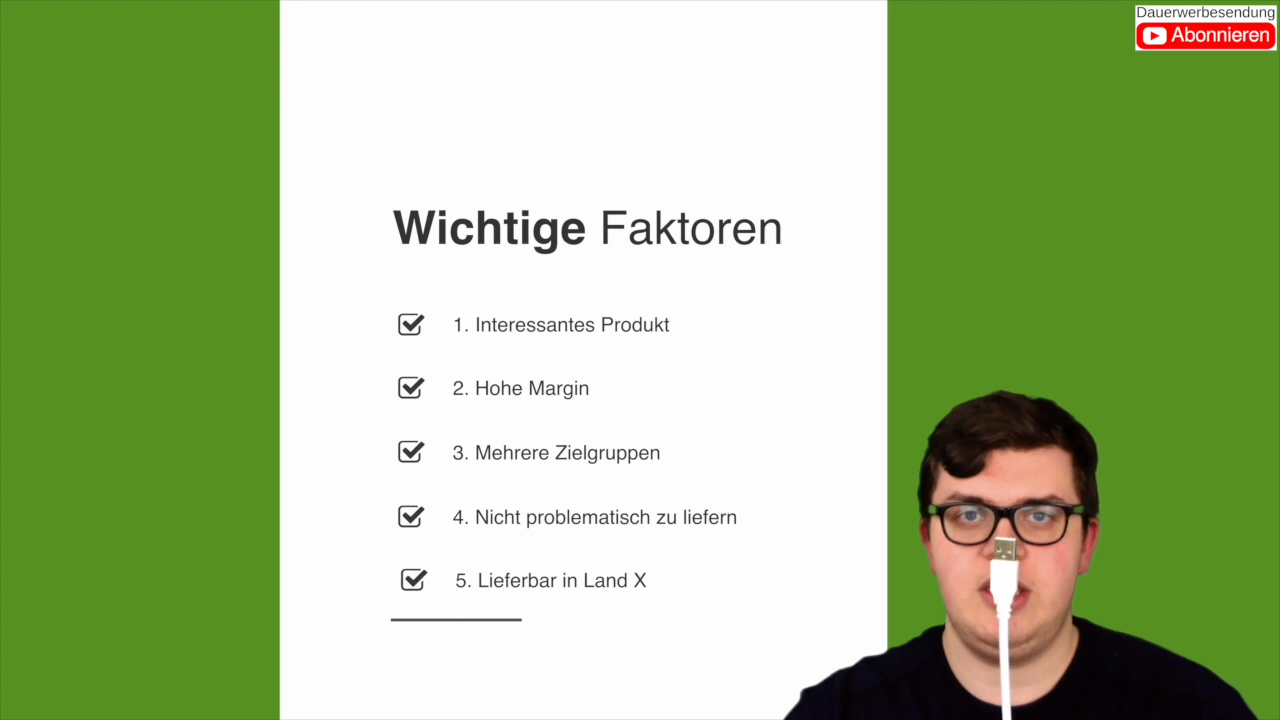 Dauerwerbesendung
Abonnieren
Wichtige Faktoren
1. Interessantes Produkt
2. Hohe Margin
3. Mehrere Zielgruppen
4. Nicht problematisch zu liefern
5. Lieferbar in Land X